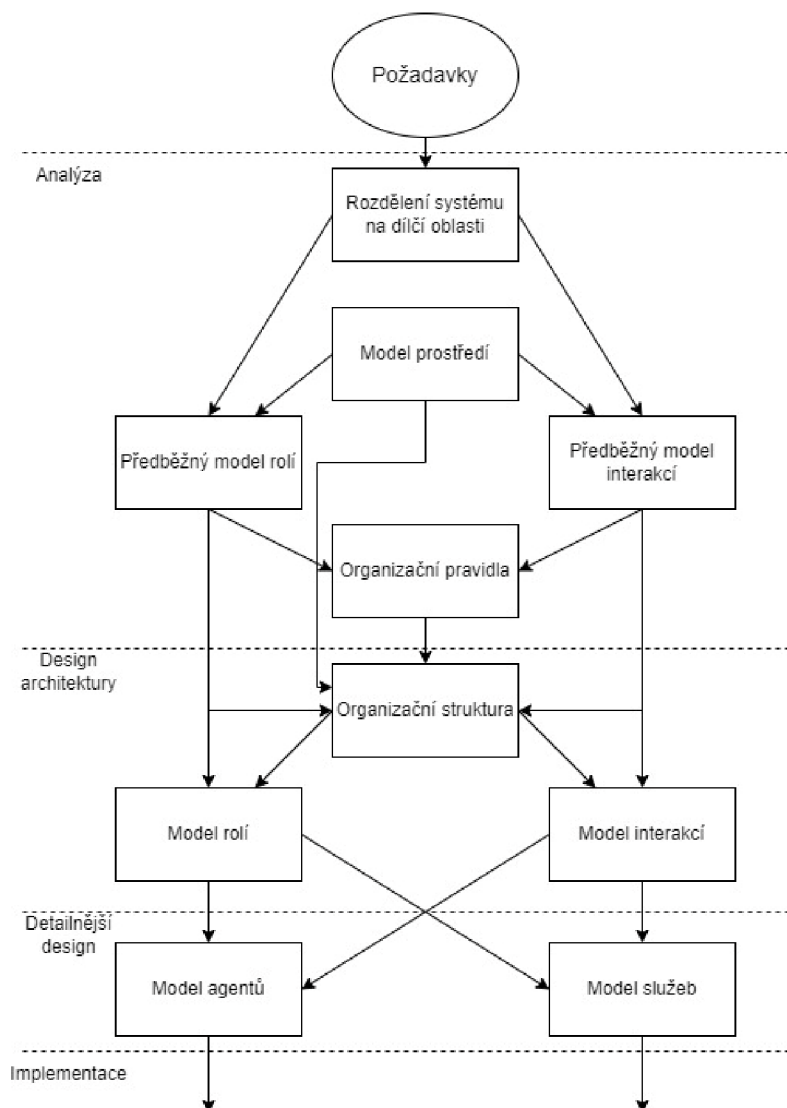 Požadavky
Analýza
Rozdělení systému
na dílčí oblasti
Model prostředí
Předběžný model rolí
Předběžný model
interakcí
Organizační pravidla
Design
architektury
Organizační struktura
Model rolí
Model interakcí
Detailnější
design
Model agentů
Model služeb
Implementace